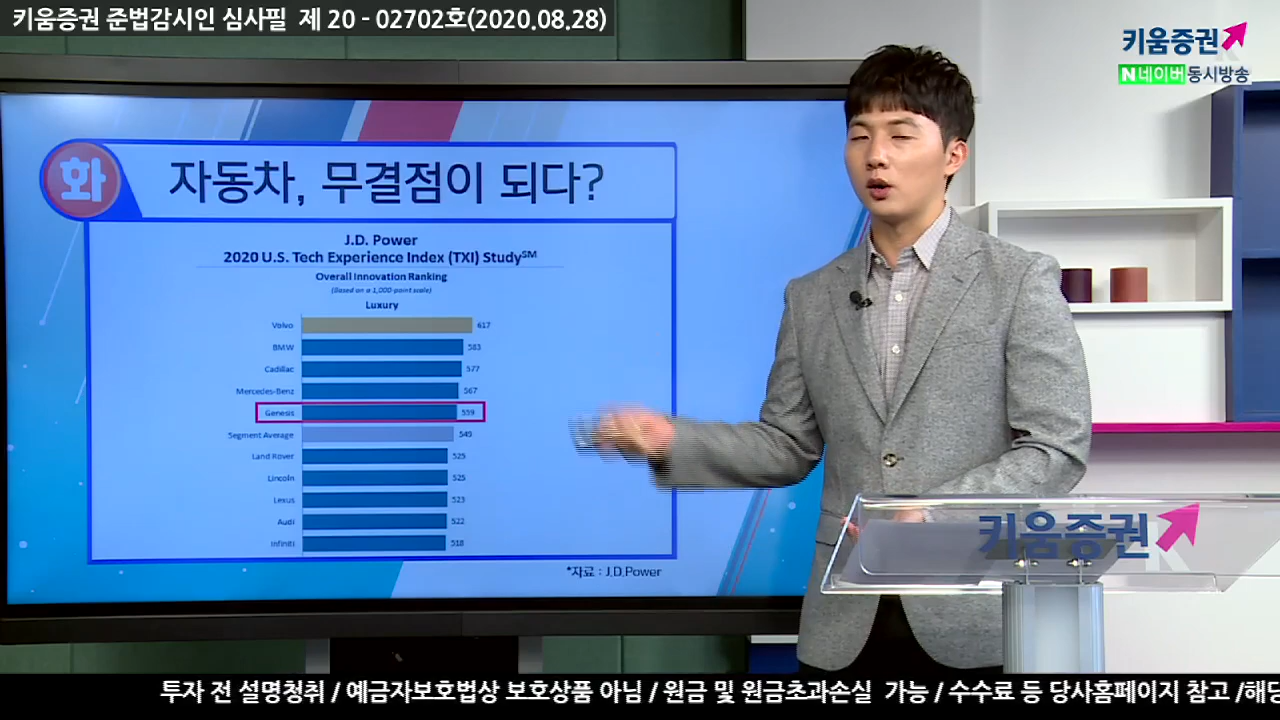 키움증권 준법감시인 심사필 제 20 - 02702호(2020.08.28)
키움증권
N네이버 동시방송
화
자동차, 무결점이 되다?
J.D. Power
2020 U.S. Tech Experience Index (TXI) StudySM
Overall Innovation Ranking
(Based on a 1,000-point scale)
Luxury
Volvo 617
BMW 583
Cadillac 577
Mercedes-Benz 567
Genesis 559
Segment Average 549
Land Rover 525
Lincoln 525
Lexus 523
Audi 522
Infiniti 518
*자료 : J.D.Power
키움증권
투자 전 설명청취 / 예금자보호법상 보호상품 아님 / 원금 및 원금초과손실 가능 / 수수료 등 당사홈페이지 참고 /해당